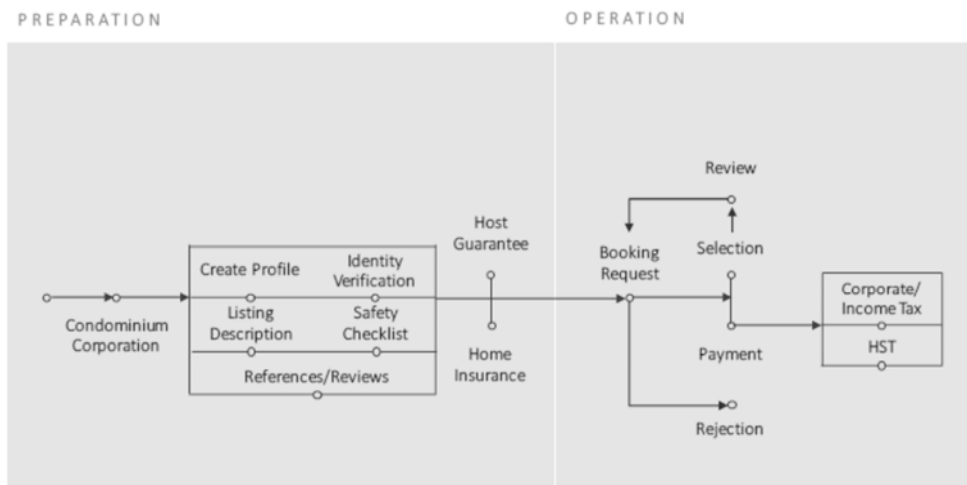 PREPARATION
OPERATION
Review
Host
Guarantee
Booking
Request
Selection
Create Profile
Identity
Verification
Corporate/
Income Tax
Condominium
Corporation
Listing
Description
Safety
Checklist
HST
Home
Insurance
Payment
References/Reviews
Rejection